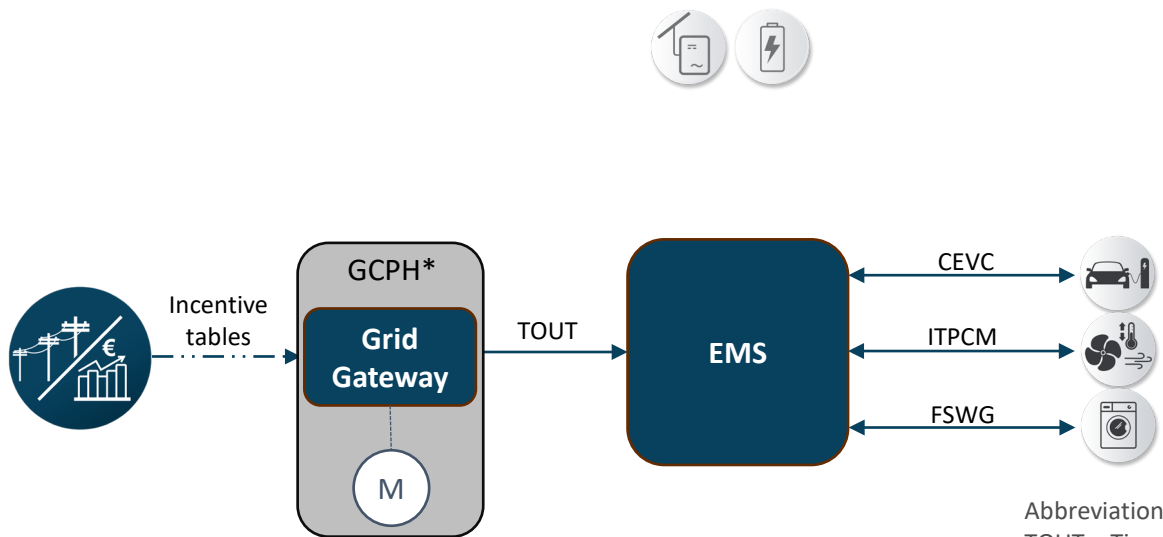 GCPH*
Incentive
tables
€
Grid
Gateway
M
TOUT
EMS
CEVC
ITPCM
FSWG
Abbreviation